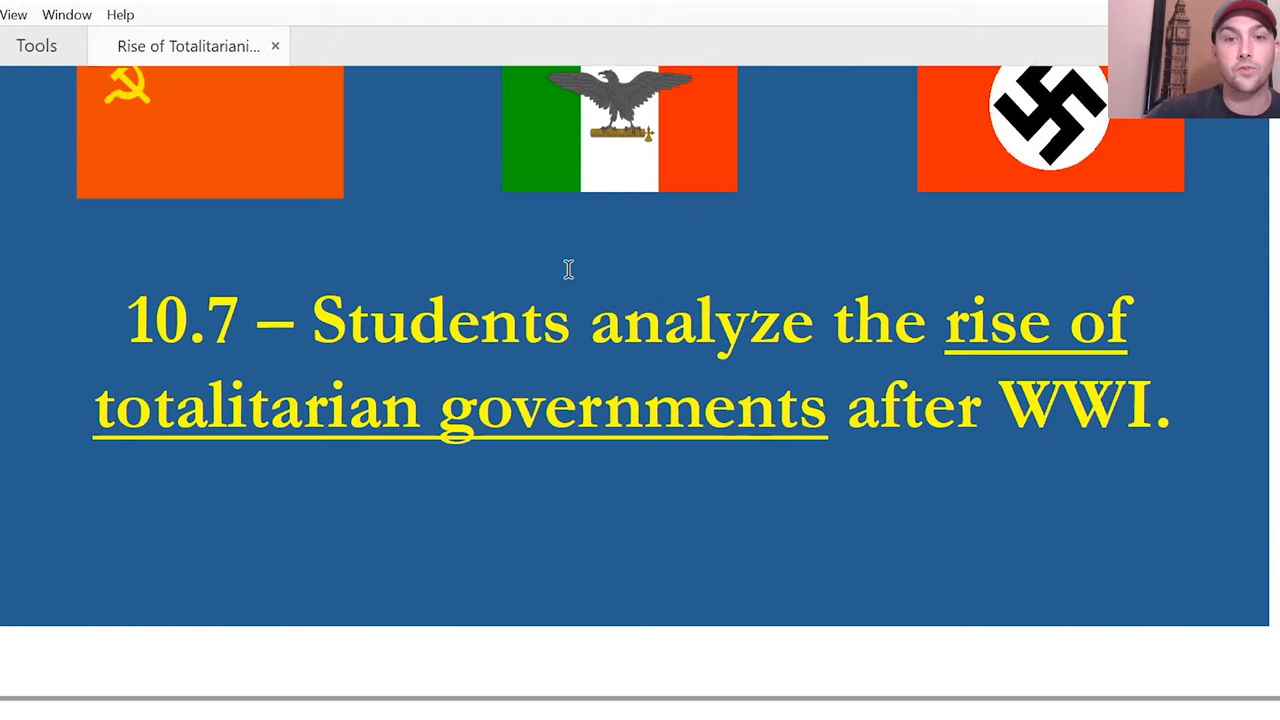 View Window Help
Tools Rise of Totalitariani... ×
10.7 – Students analyze the rise of
totalitarian governments after WWI.